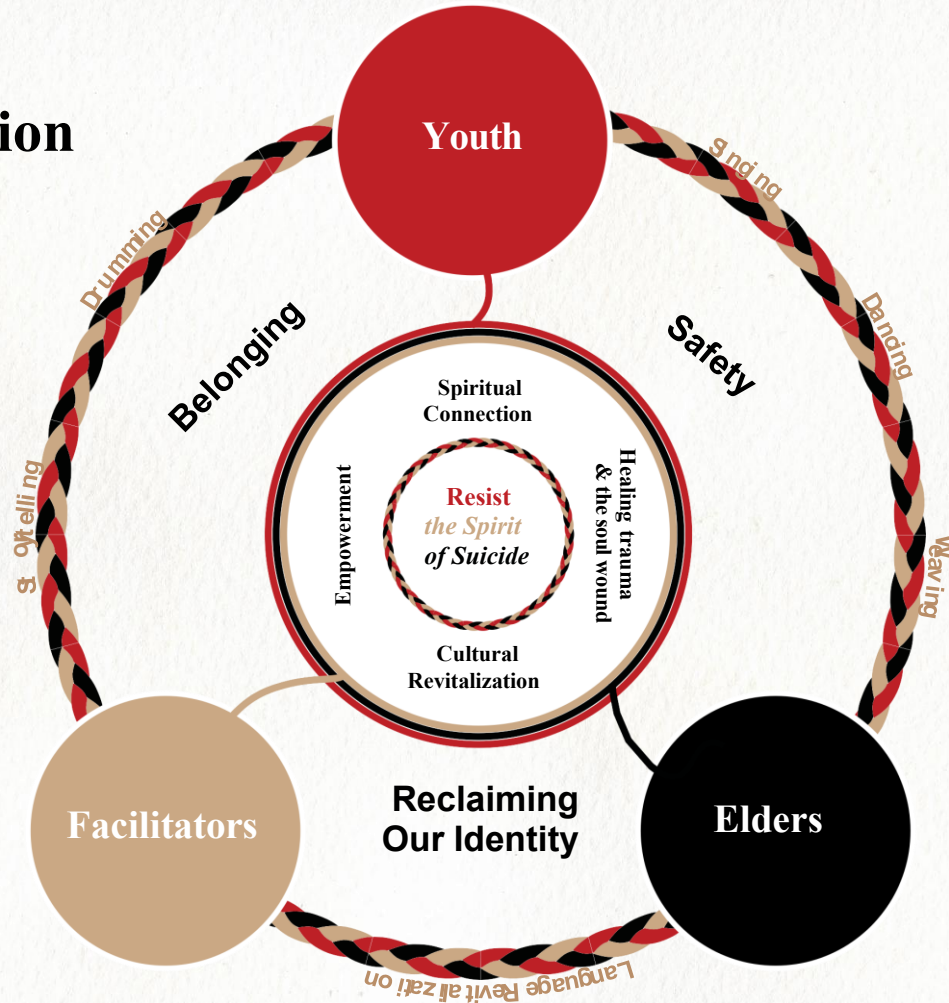 ion
Youth
Singing
Drumming
Dancing
Belonging
Safety
Spiritual
Connection
Empowerment
Healing trauma
& the soul wound
Resist
the Spirit
of Suicide
Storytelling
Weaving
Cultural
Revitalization
Reclaiming
Our Identity
Facilitators
Elders
Language Revitalization